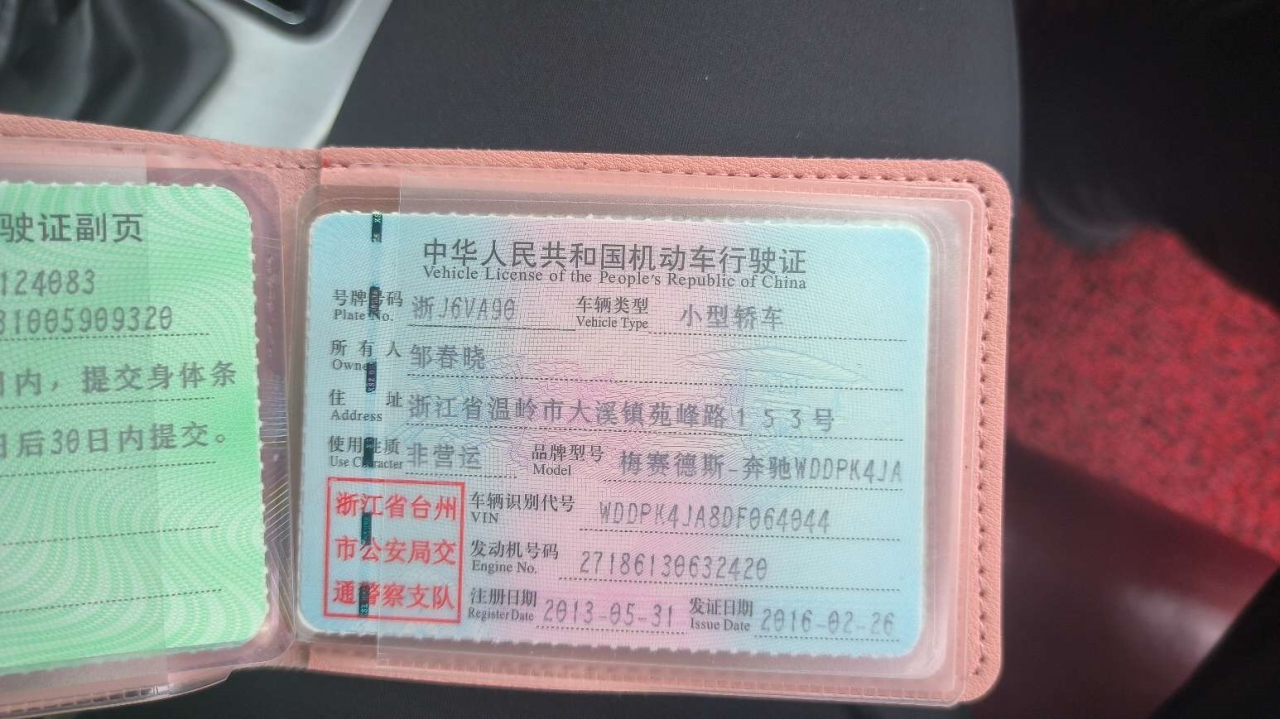 驶证副页
124083
81005909320
内，提交身体条
日后30日内提交。
中华人民共和国机动车行驶证
Vehicle License of the People's Republic of China
号牌号码 浙J6VA90 车辆类型 小型轿车
Plate No. Vehicle Type
所有人 邹春晓
Owner
住址 浙江省温岭市大溪镇苑峰路153号
Address
使用性质 非营运 品牌型号 梅赛德斯-奔驰WDDPK4JA
Use Character Model
浙江省台州
市公安局交
通警察支队
车辆识别代号 WDDPK4JA8DF064044
VIN
发动机号码 27186130632420
Engine No.
注册日期 2013-05-31 发证日期 2016-02-26
Register Date Issue Date